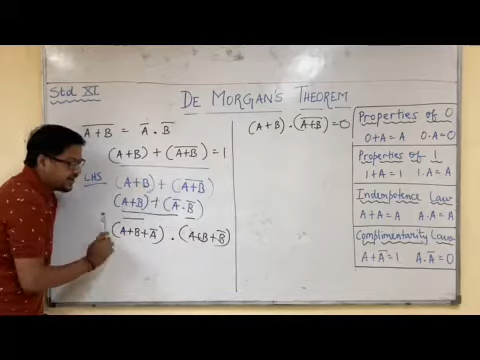 Std XI
De Morgan's Theorem
A̅+̅B̅ = A̅ . B̅
(A+B) + (A̅+̅B̅) = 1
LHS (A+B) + (A̅+̅B̅)
(A+B) + (A̅.B̅)
(A+B+A̅) . (A+B+B̅)
(A+B) . (A̅+̅B̅) = 0
Properties of 0
0+A = A 0.A = 0
Properties of 1
1+A = 1 1.A = A
Indempotence Law
A+A = A A.A = A
Complimentarity Law
A+A̅ = 1 A.A̅ = 0